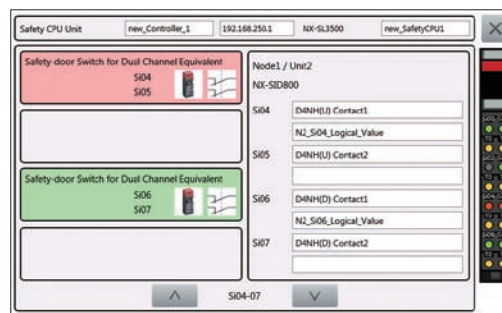 Safety CPU Unit new_Controller_1 192.168.250.1 NX-SL3500 new_SafetyCPU1
Safety-door Switch for Dual Channel Equivalent
Si04
Si05
Safety-door Switch for Dual Channel Equivalent
Si06
Si07
Node1 / Unit2
NX-SID800
Si04 D4NH(U) Contact1
N2_Si04_Logical_Value
Si05 D4NH(U) Contact2
Si06 D4NH(D) Contact1
N2_Si06_Logical_Value
Si07 D4NH(D) Contact2
Si04-07